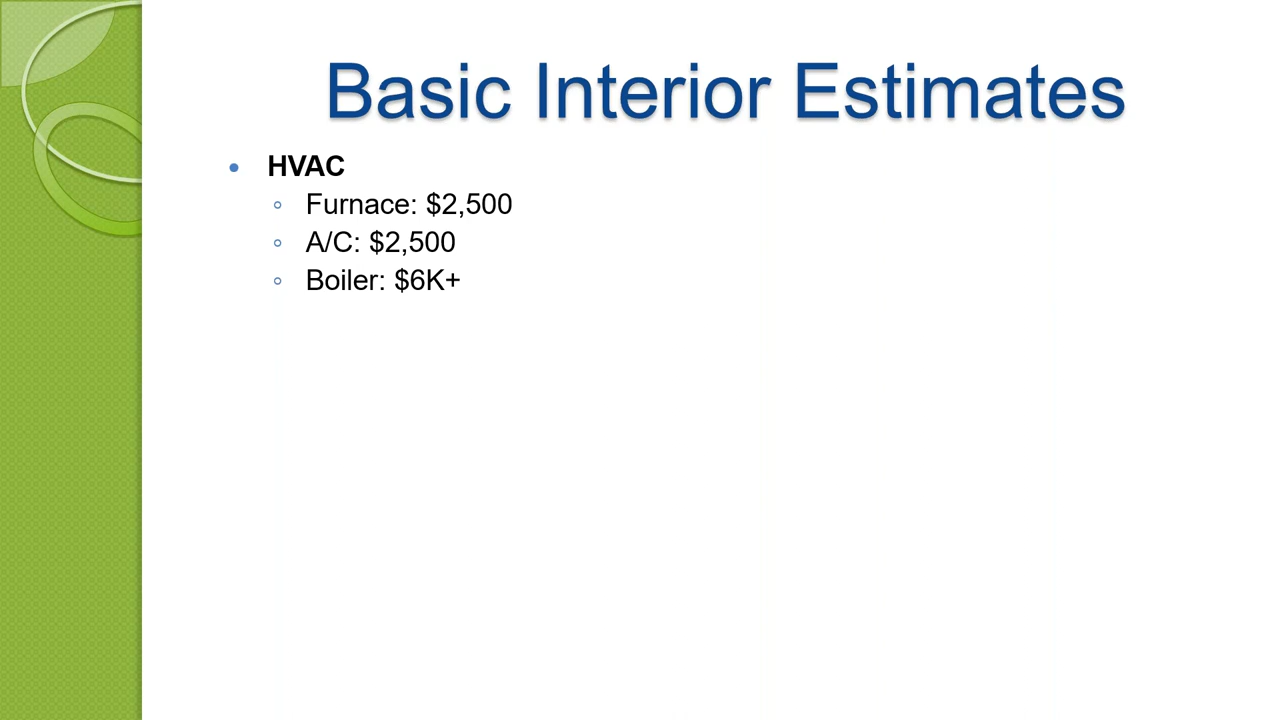 Basic Interior Estimates
• HVAC
◦ Furnace: $2,500
◦ A/C: $2,500
◦ Boiler: $6K+